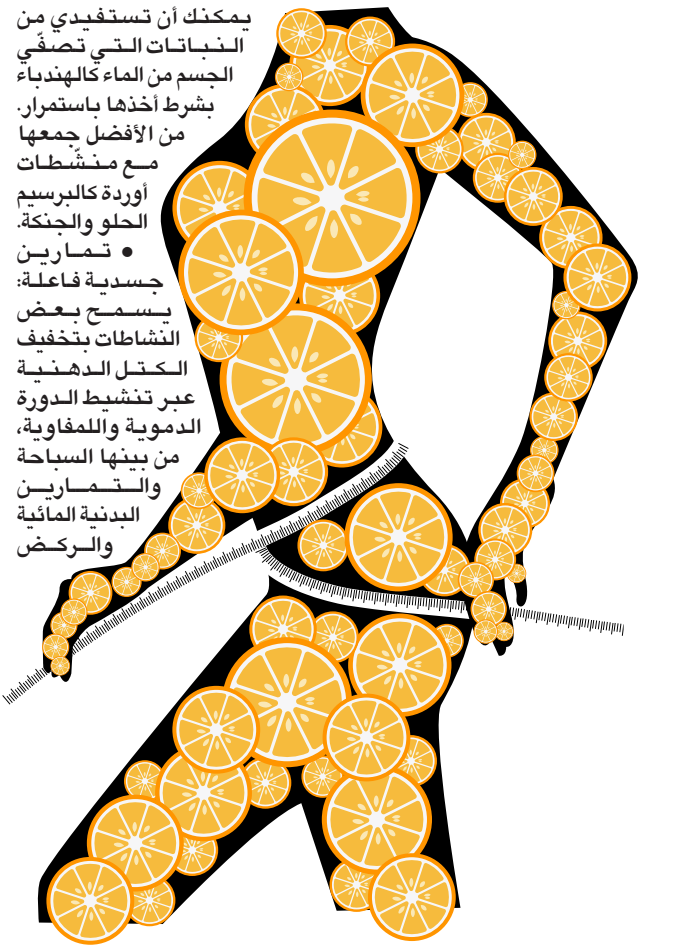 يمكنك أن تستفيدي من
النباتات التي تصفّي
الجسم من الماء كالهندباء
بشرط أخذها باستمرار.
من الأفضل جمعها
مع منشّطات
أوردة كالبرسيم
الحلو والجنكة.
• تمارين
جسدية فاعلة:
يسمح بعض
النشاطات بتخفيف
الكتل الدهنية
عبر تنشيط الدورة
الدموية واللمفاوية،
من بينها السباحة
والتمارين
البدنية المائية
والركض